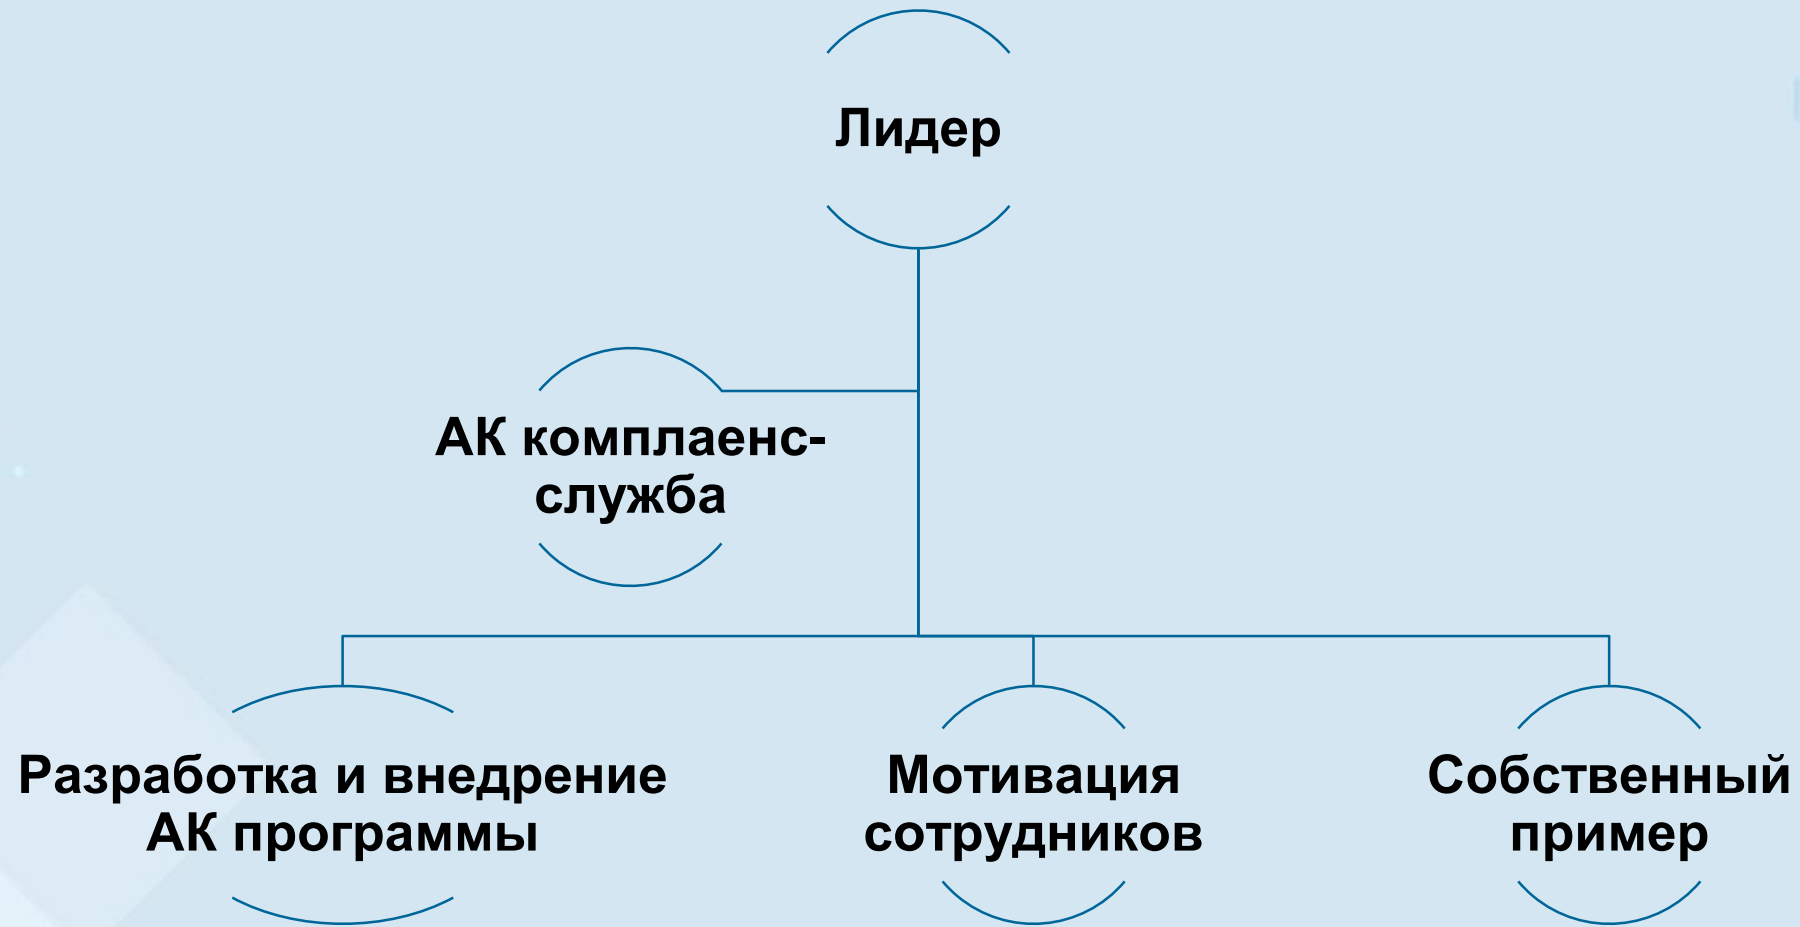 Лидер
АК комплаенс-
служба
Разработка и внедрение
АК программы
Мотивация
сотрудников
Собственный
пример